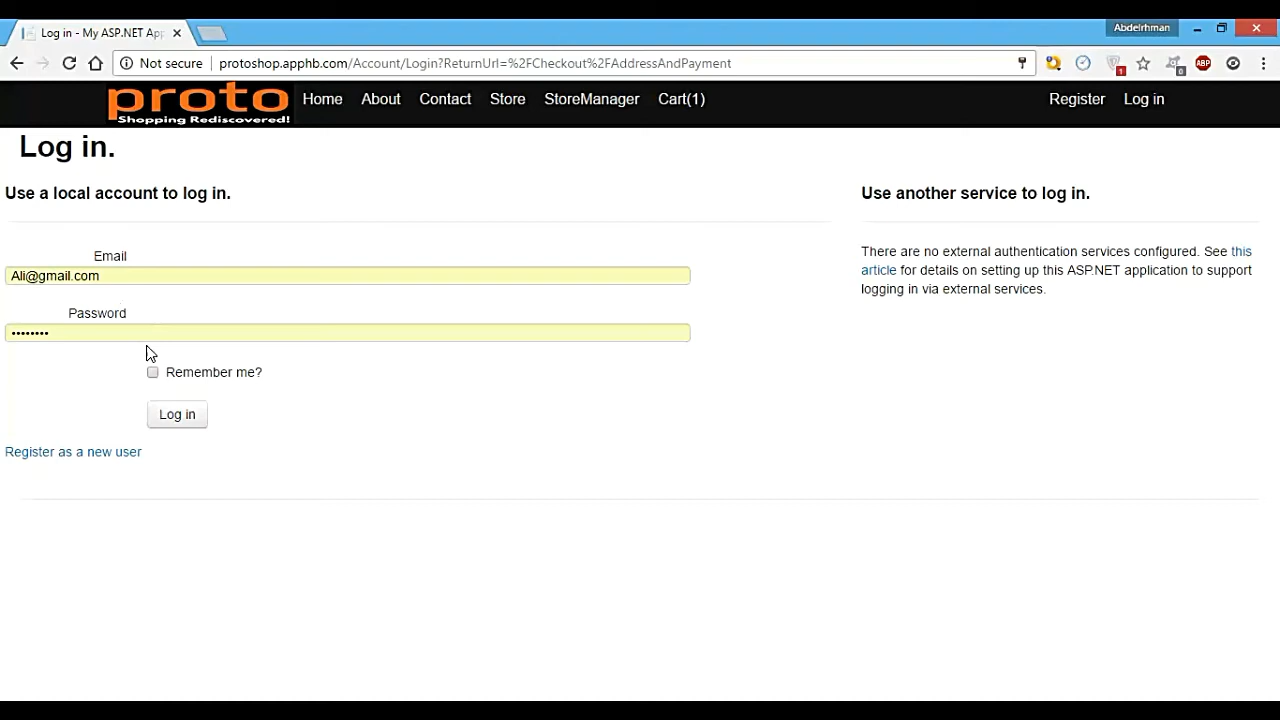 Log in - My ASP.NET App
Abdelrhman
Not secure
protoshop.apphb.com/Account/Login?ReturnUrl=%2FCheckout%2FAddressAndPayment
1
0
ABP
proto
Shopping Rediscovered!
Home
About
Contact
Store
StoreManager
Cart(1)
Register
Log in
Log in.
Use a local account to log in.
Email
Ali@gmail.com
Password
••••••••
Remember me?
Log in
Register as a new user
Use another service to log in.
There are no external authentication services configured. See this
article for details on setting up this ASP.NET application to support
logging in via external services.